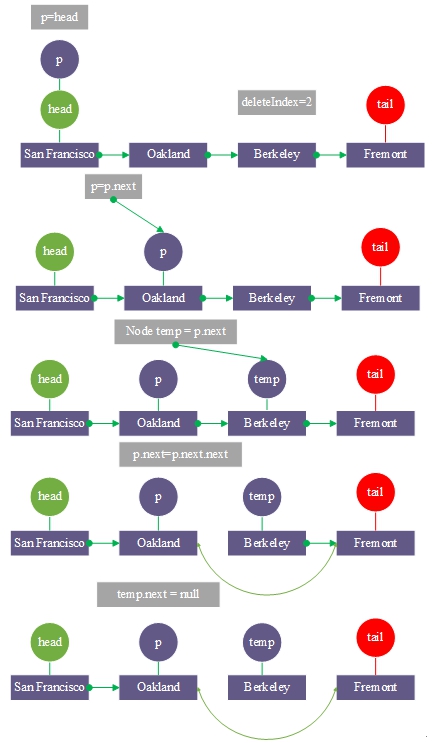 p=head
p
head
deleteIndex=2
tail
San Francisco Oakland Berkeley Fremont
p=p.next
head p tail
San Francisco Oakland Berkeley Fremont
Node temp = p.next
head p temp tail
San Francisco Oakland Berkeley Fremont
p.next=p.next.next
head p temp tail
San Francisco Oakland Berkeley Fremont
temp.next = null
head p temp tail
San Francisco Oakland Berkeley Fremont